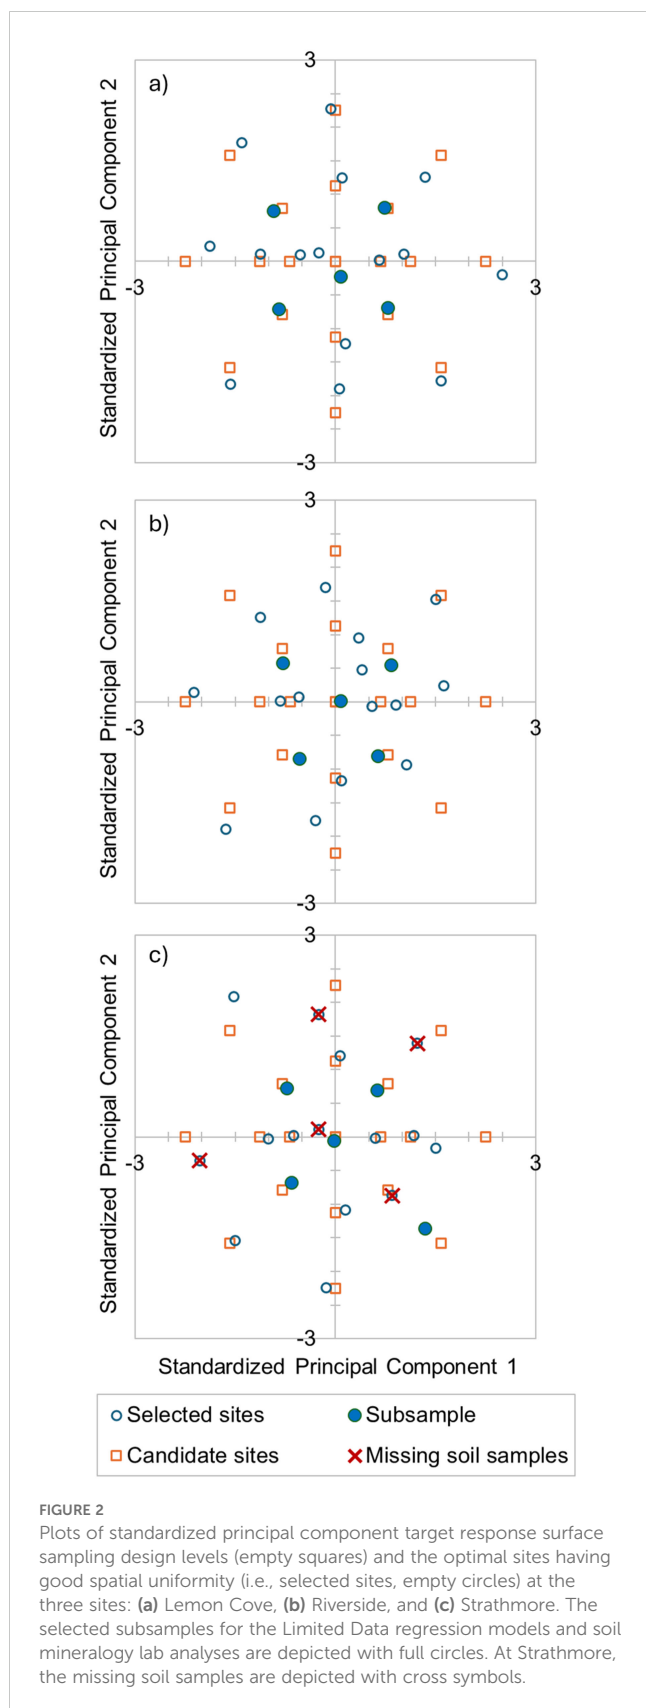 3
a)
Standardized Principal Component 2
-3
3
-3
3
b)
Standardized Principal Component 2
-3
3
-3
3
c)
Standardized Principal Component 2
-3
3
-3
Standardized Principal Component 1
Selected sites
Subsample
Candidate sites
Missing soil samples
FIGURE 2
Plots of standardized principal component target response surface
sampling design levels (empty squares) and the optimal sites having
good spatial uniformity (i.e., selected sites, empty circles) at the
three sites: (a) Lemon Cove, (b) Riverside, and (c) Strathmore. The
selected subsamples for the Limited Data regression models and soil
mineralogy lab analyses are depicted with full circles. At Strathmore,
the missing soil samples are depicted with cross symbols.